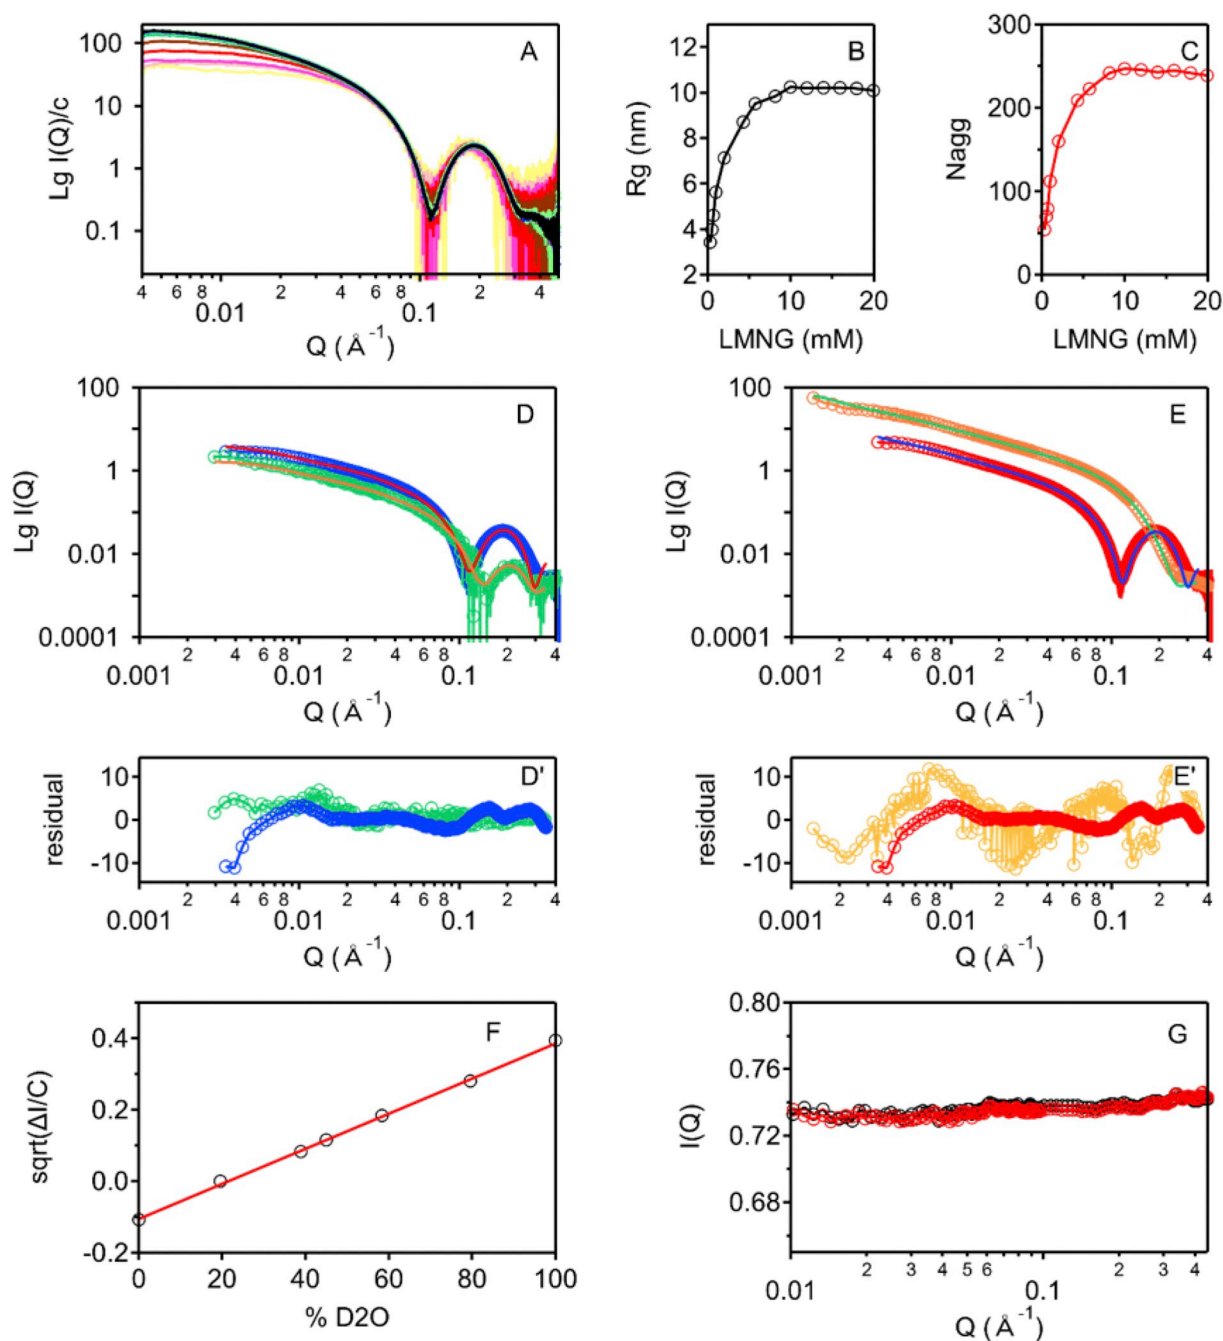 A
Lg I(Q)/c
100
10
1
0.1
4 6 8 2 4 6 8 2 4
0.01 0.1
Q (Å⁻¹)
B
Rg (nm)
12
10
8
6
4
2
0 10 20
LMNG (mM)
C
Nagg
300
200
100
0
0 10 20
LMNG (mM)
D
Lg I(Q)
100
1
0.01
0.0001
2 4 6 8 2 4 6 8 2 4
0.001 0.01 0.1
Q (Å⁻¹)
E
Lg I(Q)
100
1
0.01
0.0001
2 4 6 8 2 4 6 8 2 4
0.001 0.01 0.1
Q (Å⁻¹)
D'
residual
10
0
-10
2 4 6 8 2 4 6 8 2 4
0.001 0.01 0.1
Q (Å⁻¹)
E'
residual
10
0
-10
2 4 6 8 2 4 6 8 2 4
0.001 0.01 0.1
Q (Å⁻¹)
F
sqrt(ΔI/C)
0.4
0.2
0.0
-0.2
0 20 40 60 80 100
% D2O
G
I(Q)
0.80
0.76
0.72
0.68
2 3 4 5 6 2 3 4
0.01 0.1
Q (Å⁻¹)